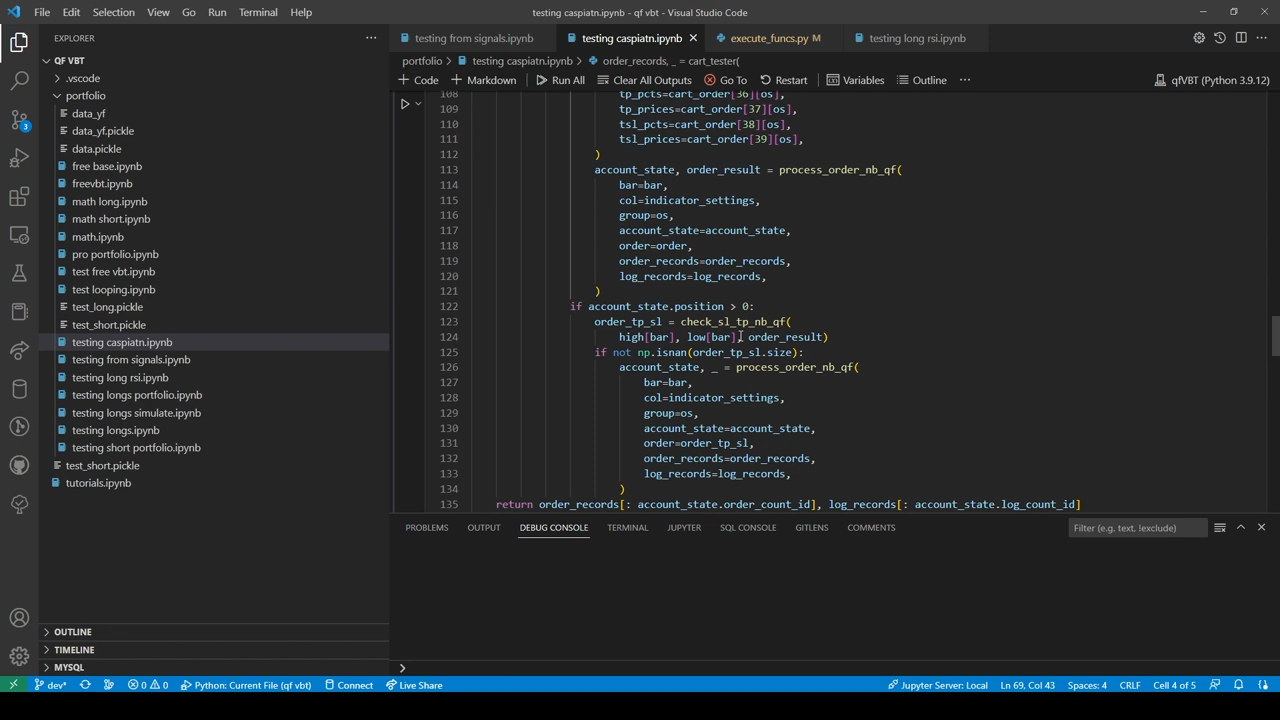 File Edit Selection View Go Run Terminal Help
testing caspiatn.ipynb - qf vbt - Visual Studio Code
EXPLORER
QF VBT
.vscode
portfolio
data_yf
data_yf.pickle
data.pickle
free base.ipynb
freevbt.ipynb
math long.ipynb
math short.ipynb
math.ipynb
pro portfolio.ipynb
test free vbt.ipynb
test looping.ipynb
test_long.pickle
test_short.pickle
testing caspiatn.ipynb
testing from signals.ipynb
testing long rsi.ipynb
testing longs portfolio.ipynb
testing longs simulate.ipynb
testing longs.ipynb
testing short portfolio.ipynb
test_short.pickle
tutorials.ipynb
OUTLINE
TIMELINE
MYSQL
3
testing from signals.ipynb testing caspiatn.ipynb execute_funcs.py M testing long rsi.ipynb
portfolio > testing caspiatn.ipynb > order_records, _ = cart_tester(
+ Code + Markdown Run All Clear All Outputs Go To Restart Variables Outline ... qfVBT (Python 3.9.12)
108 tp_pcts=cart_order[36][os],
109 tp_prices=cart_order[37][os],
110 tsl_pcts=cart_order[38][os],
111 tsl_prices=cart_order[39][os],
112 )
113 account_state, order_result = process_order_nb_qf(
114 bar=bar,
115 col=indicator_settings,
116 group=os,
117 account_state=account_state,
118 order=order,
119 order_records=order_records,
120 log_records=log_records,
121 )
122 if account_state.position > 0:
123 order_tp_sl = check_sl_tp_nb_qf(
124 high[bar], low[bar], order_result)
125 if not np.isnan(order_tp_sl.size):
126 account_state, _ = process_order_nb_qf(
127 bar=bar,
128 col=indicator_settings,
129 group=os,
130 account_state=account_state,
131 order=order_tp_sl,
132 order_records=order_records,
133 log_records=log_records,
134 )
135 return order_records[: account_state.order_count_id], log_records[: account_state.log_count_id]
PROBLEMS OUTPUT DEBUG CONSOLE TERMINAL JUPYTER SQL CONSOLE GITLENS COMMENTS
Filter (e.g. text, !exclude)
dev* 0 0 Python: Current File (qf vbt) Connect Live Share
Jupyter Server: Local Ln 69, Col 43 Spaces: 4 CRLF Cell 4 of 5